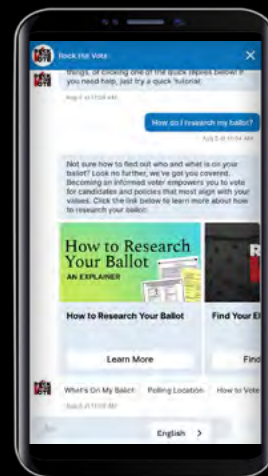 Rock the Vote
things, or clicking one of the quick replies below! If
you need help, just try a quick 'tutorial'.
How do I research my ballot?
Not sure how to find out who and what is on your
ballot? Look no further, we've got you covered.
Becoming an informed voter empowers you to vote
for candidates and policies that most align with your
values. Click the link below to learn more about how
to research your ballot:
How to Research
Your Ballot
AN EXPLAINER
How to Research Your Ballot
Find Your El
Learn More
Find
What's On My Ballot
Polling Location
How to Vote
English >